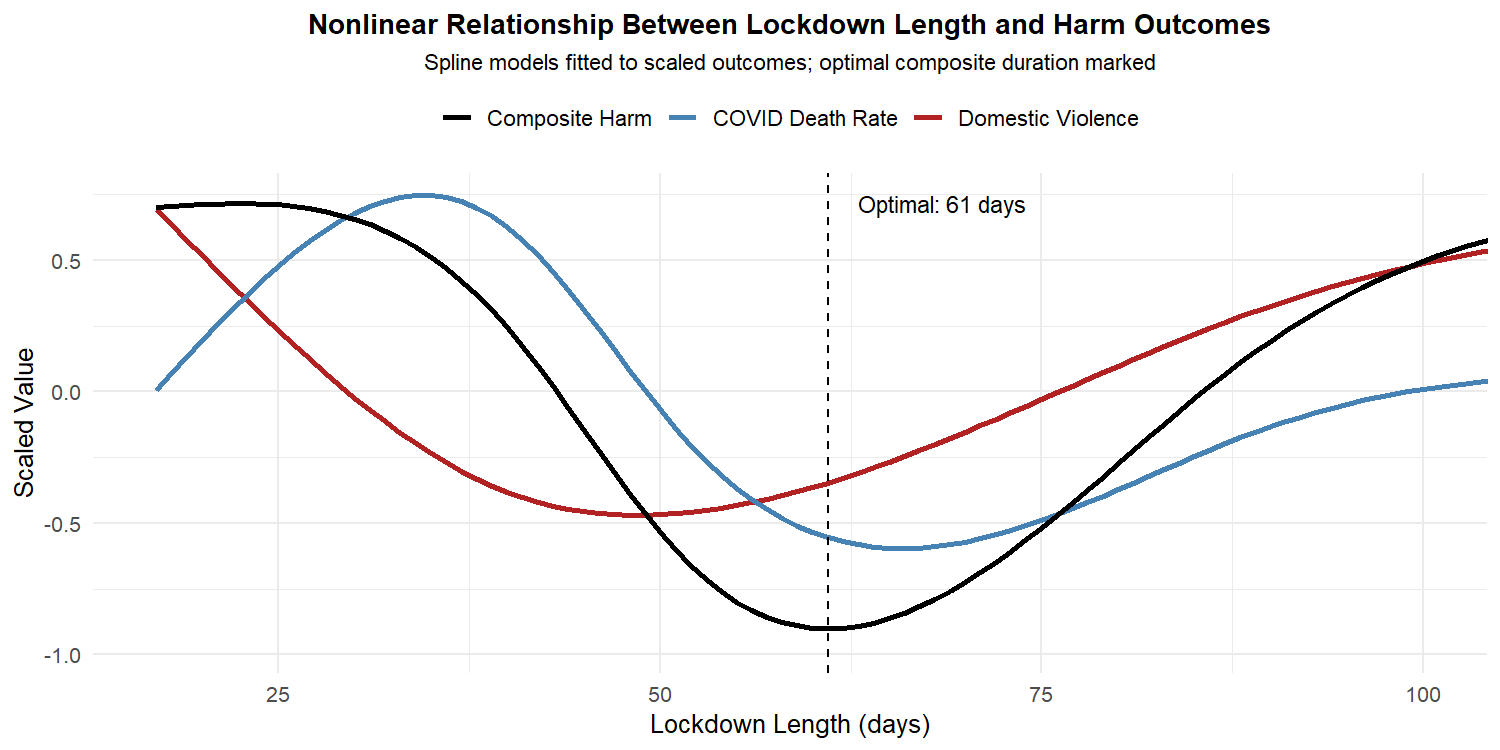 Nonlinear Relationship Between Lockdown Length and Harm Outcomes
Spline models fitted to scaled outcomes; optimal composite duration marked
Composite Harm COVID Death Rate Domestic Violence
Optimal: 61 days
Scaled Value
0.5
0.0
-0.5
-1.0
25 50 75 100
Lockdown Length (days)